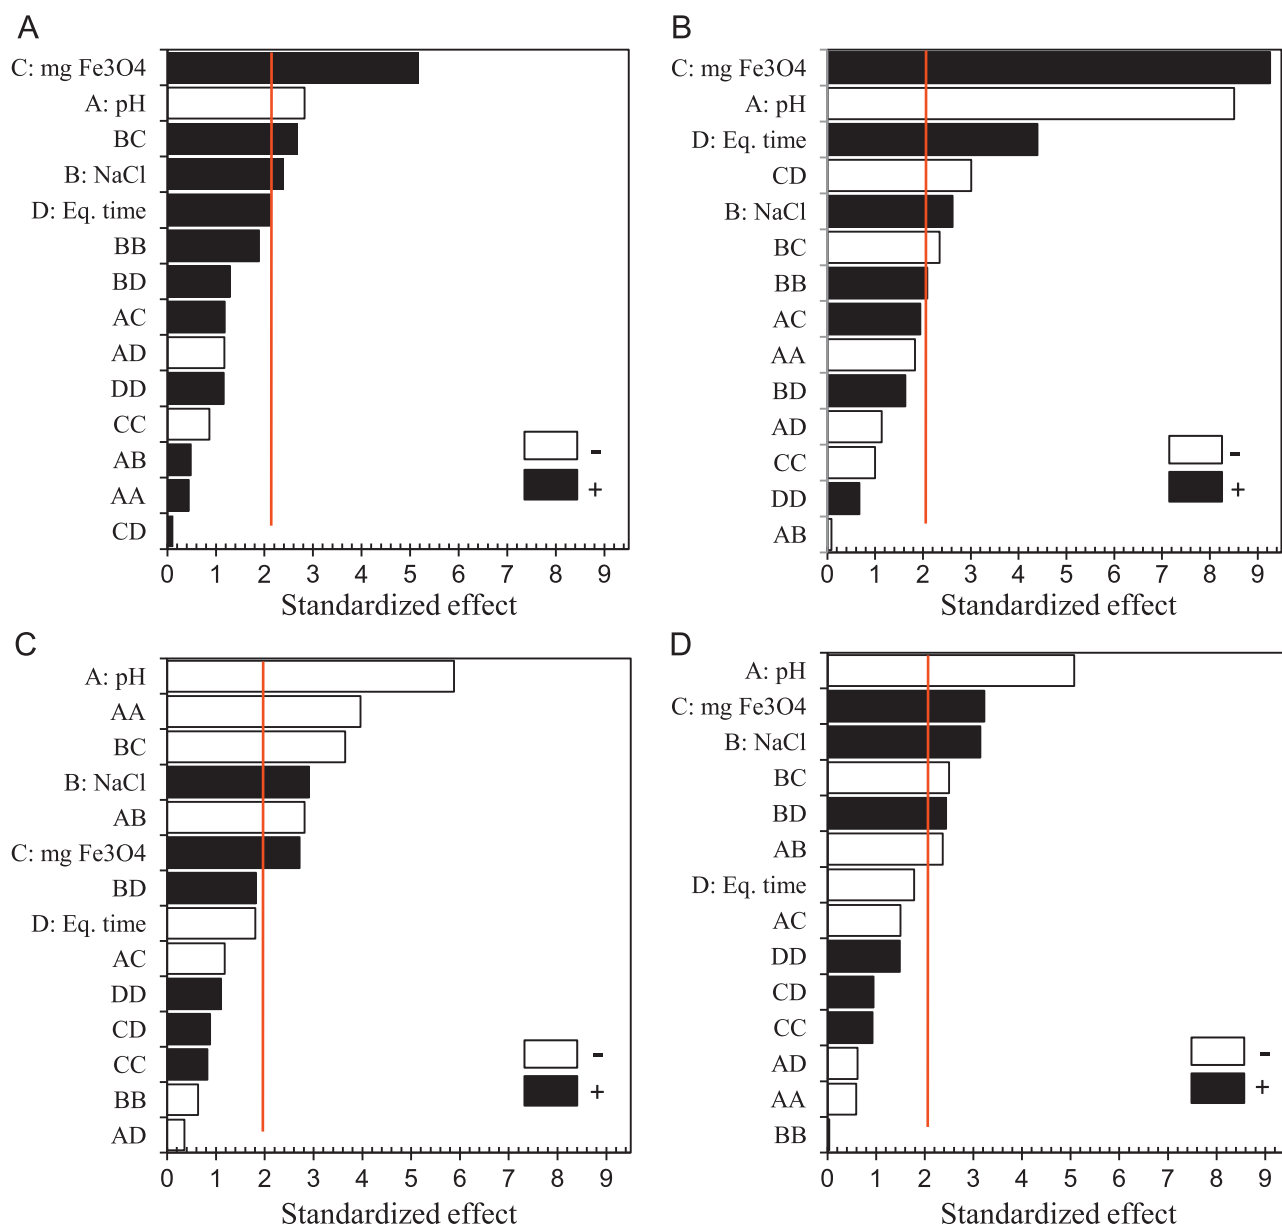 A
C: mg Fe3O4
A: pH
BC
B: NaCl
D: Eq. time
BB
BD
AC
AD
DD
CC
AB
AA
CD
-
+
0 1 2 3 4 5 6 7 8 9
Standardized effect
B
C: mg Fe3O4
A: pH
D: Eq. time
CD
B: NaCl
BC
BB
AC
AA
BD
AD
CC
DD
AB
-
+
0 1 2 3 4 5 6 7 8 9
Standardized effect
C
A: pH
AA
BC
B: NaCl
AB
C: mg Fe3O4
BD
D: Eq. time
AC
DD
CD
CC
BB
AD
-
+
0 1 2 3 4 5 6 7 8 9
Standardized effect
D
A: pH
C: mg Fe3O4
B: NaCl
BC
BD
AB
D: Eq. time
AC
DD
CD
CC
AD
AA
BB
-
+
0 1 2 3 4 5 6 7 8 9
Standardized effect